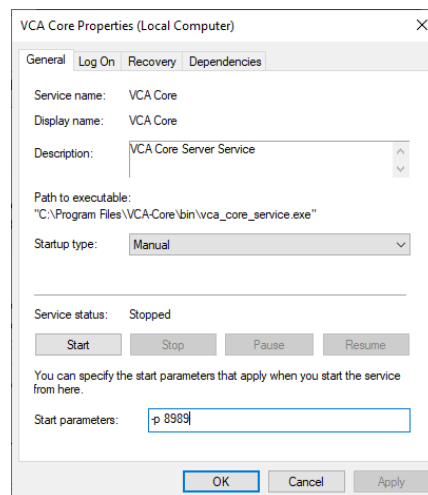 VCA Core Properties (Local Computer)
General Log On Recovery Dependencies
Service name: VCA Core
Display name: VCA Core
Description: VCA Core Server Service
Path to executable:
"C:\Program Files\VCA-Core\bin\vca_core_service.exe"
Startup type: Manual
Service status: Stopped
Start Stop Pause Resume
You can specify the start parameters that apply when you start the service
from here.
Start parameters: -p 8989
OK Cancel Apply